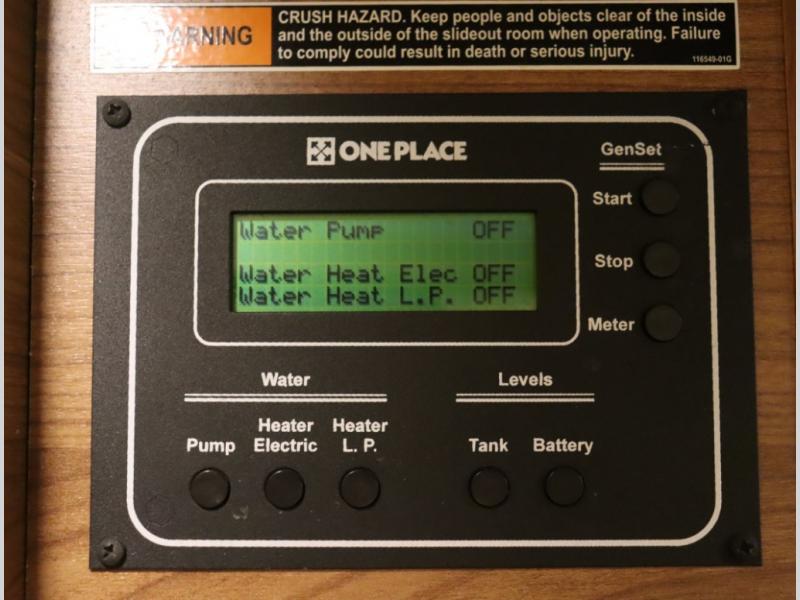 WARNING
CRUSH HAZARD. Keep people and objects clear of the inside
and the outside of the slideout room when operating. Failure
to comply could result in death or serious injury.
116549-01G
ONE PLACE
GenSet
Start
Stop
Meter
Water Pump OFF
Water Heat Elec OFF
Water Heat L.P. OFF
Water
Pump
Heater
Electric
Heater
L. P.
Levels
Tank
Battery